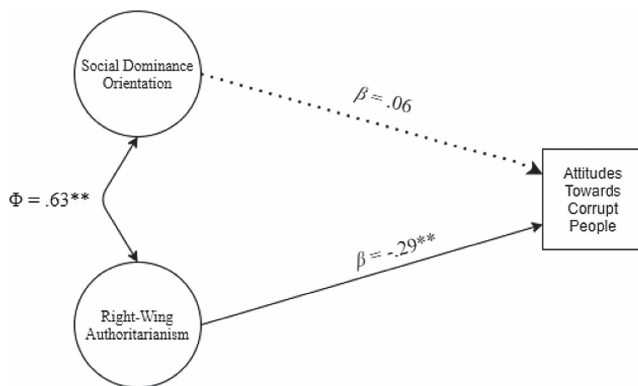 Social Dominance
Orientation
β = .06
Attitudes
Towards
Corrupt
People
Φ = .63**
β = -.29**
Right-Wing
Authoritarianism